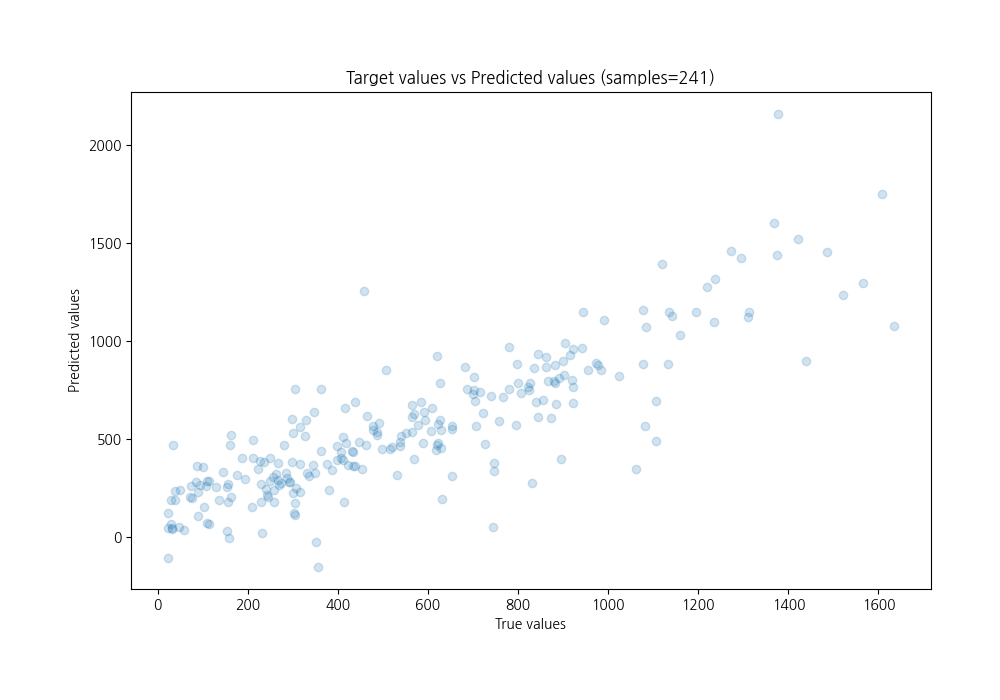 Target values vs Predicted values (samples=241)
Predicted values
2000
1500
1000
500
0
0 200 400 600 800 1000 1200 1400 1600
True values